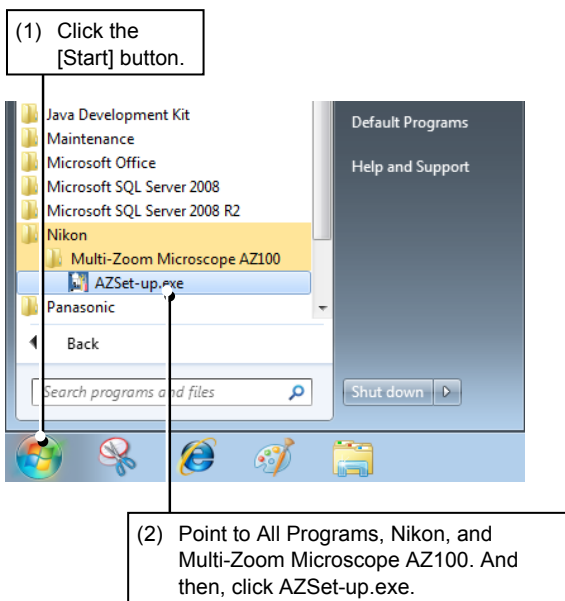 (1) Click the
[Start] button.
Java Development Kit
Maintenance
Microsoft Office
Microsoft SQL Server 2008
Microsoft SQL Server 2008 R2
Nikon
Multi-Zoom Microscope AZ100
AZSet-up.exe
Panasonic
Back
Search programs and files
Default Programs
Help and Support
Shut down
(2) Point to All Programs, Nikon, and
Multi-Zoom Microscope AZ100. And
then, click AZSet-up.exe.